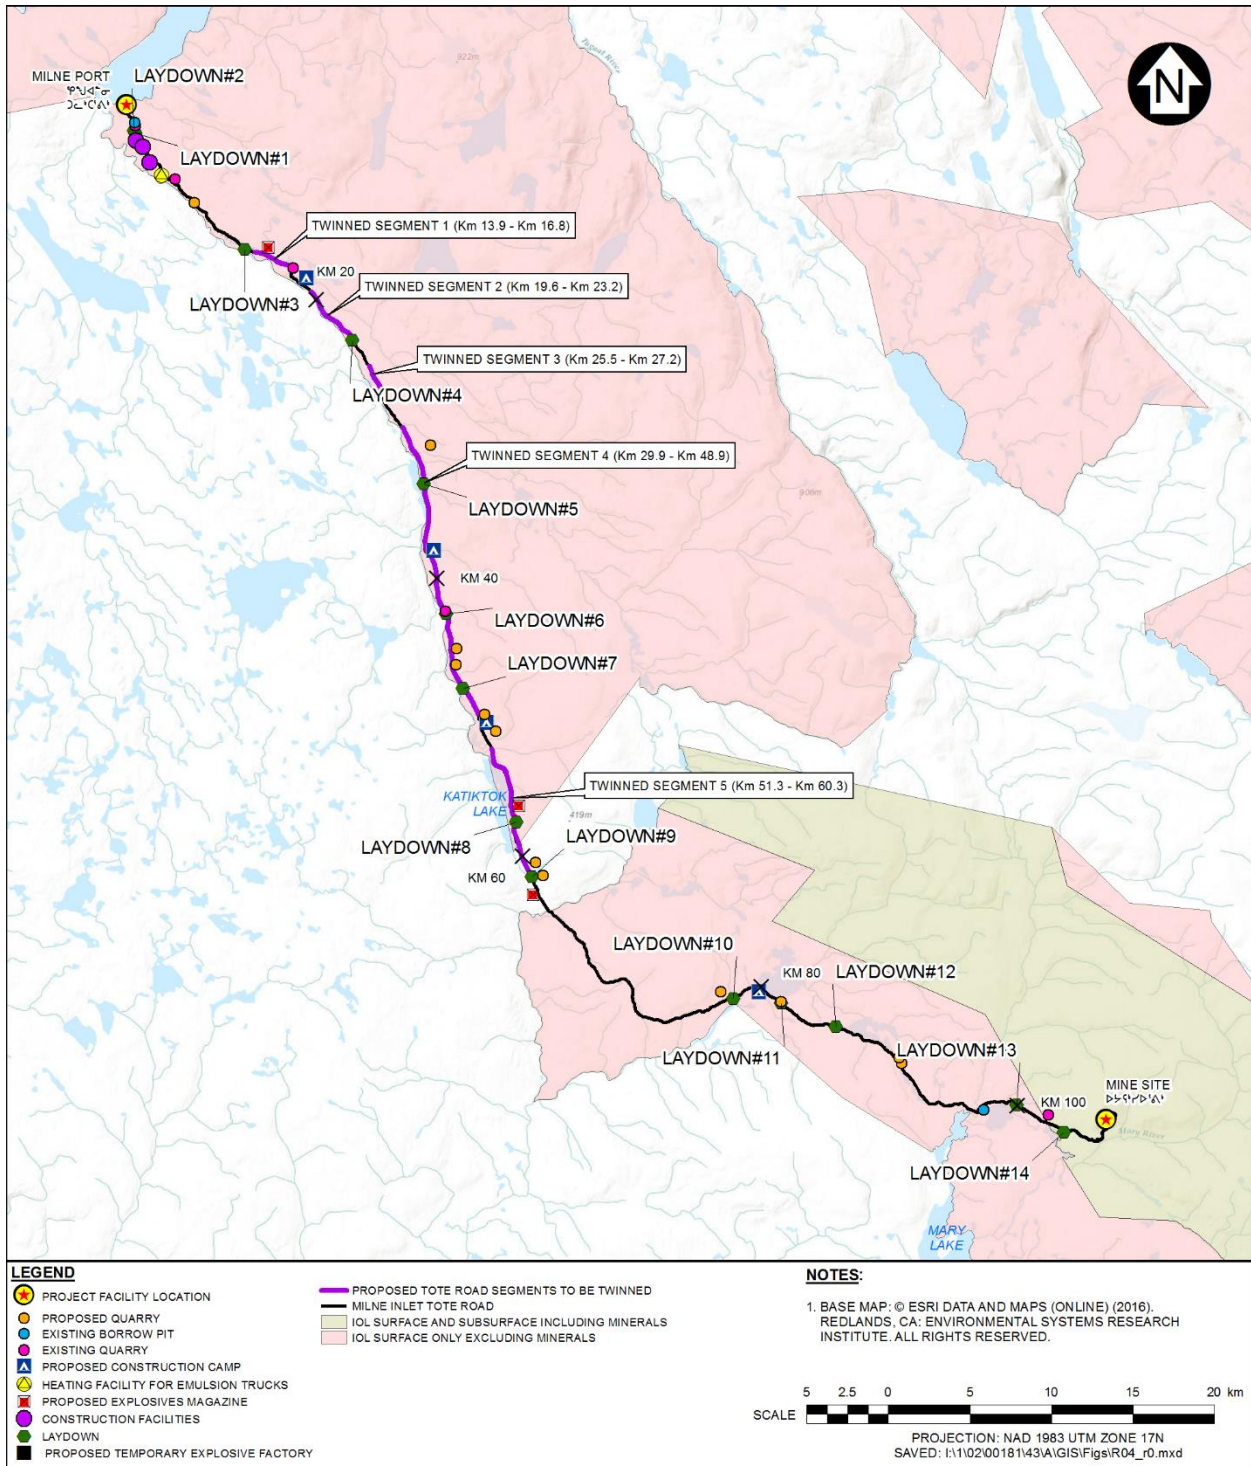 922m
Tugaat River
N
MILNE PORT
LAYDOWN#2
LAYDOWN#1
TWINNED SEGMENT 1 (Km 13.9 - Km 16.8)
KM 20
LAYDOWN#3
TWINNED SEGMENT 2 (Km 19.6 - Km 23.2)
TWINNED SEGMENT 3 (Km 25.5 - Km 27.2)
LAYDOWN#4
TWINNED SEGMENT 4 (Km 29.9 - Km 48.9)
906m
LAYDOWN#5
KM 40
LAYDOWN#6
LAYDOWN#7
TWINNED SEGMENT 5 (Km 51.3 - Km 60.3)
KATIKTOK
LAKE
419m
LAYDOWN#8
LAYDOWN#9
KM 60
LAYDOWN#10
KM 80
LAYDOWN#12
LAYDOWN#11
LAYDOWN#13
MINE SITE
KM 100
Mary River
LAYDOWN#14
MARY
LAKE
LEGEND
PROJECT FACILITY LOCATION
PROPOSED QUARRY
EXISTING BORROW PIT
EXISTING QUARRY
PROPOSED CONSTRUCTION CAMP
HEATING FACILITY FOR EMULSION TRUCKS
PROPOSED EXPLOSIVES MAGAZINE
CONSTRUCTION FACILITIES
LAYDOWN
PROPOSED TEMPORARY EXPLOSIVE FACTORY
PROPOSED TOTE ROAD SEGMENTS TO BE TWINNED
MILNE INLET TOTE ROAD
IOL SURFACE AND SUBSURFACE INCLUDING MINERALS
IOL SURFACE ONLY EXCLUDING MINERALS
NOTES:
1. BASE MAP: © ESRI DATA AND MAPS (ONLINE) (2016).
REDLANDS, CA: ENVIRONMENTAL SYSTEMS RESEARCH
INSTITUTE. ALL RIGHTS RESERVED.
5 2.5 0 5 10 15 20 km
SCALE
PROJECTION: NAD 1983 UTM ZONE 17N
SAVED: I:\1\02\00181\43\A\GIS\Figs\R04_r0.mxd